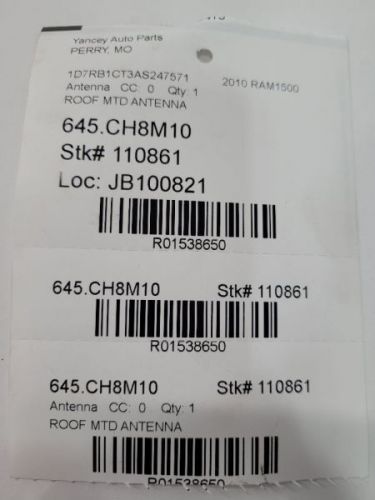 Yancey Auto Parts
PERRY, MO
1D7RB1CT3AS247571 2010 RAM1500
Antenna CC: 0 Qty: 1
ROOF MTD ANTENNA
645.CH8M10
Stk# 110861
Loc: JB100821
R01538650
645.CH8M10 Stk# 110861
R01538650
645.CH8M10 Stk# 110861
Antenna CC: 0 Qty: 1
ROOF MTD ANTENNA
R01538650